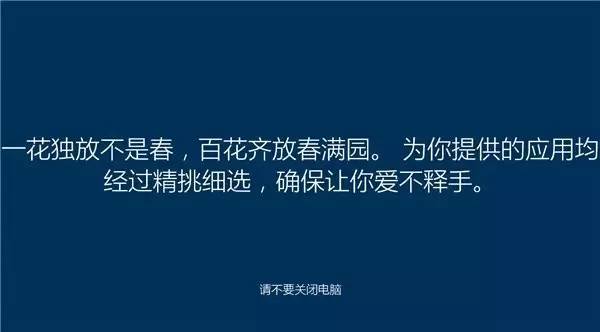 一花独放不是春，百花齐放春满园。 为你提供的应用均
经过精挑细选，确保让你爱不释手。
请不要关闭电脑